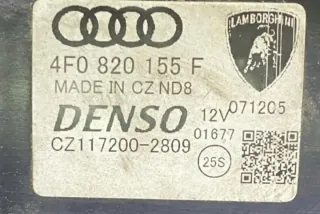 LAMBORGHINI
4F0 820 155 F
MADE IN CZ ND8
DENSO 12V 071205
01677
CZ117200-2809
25S